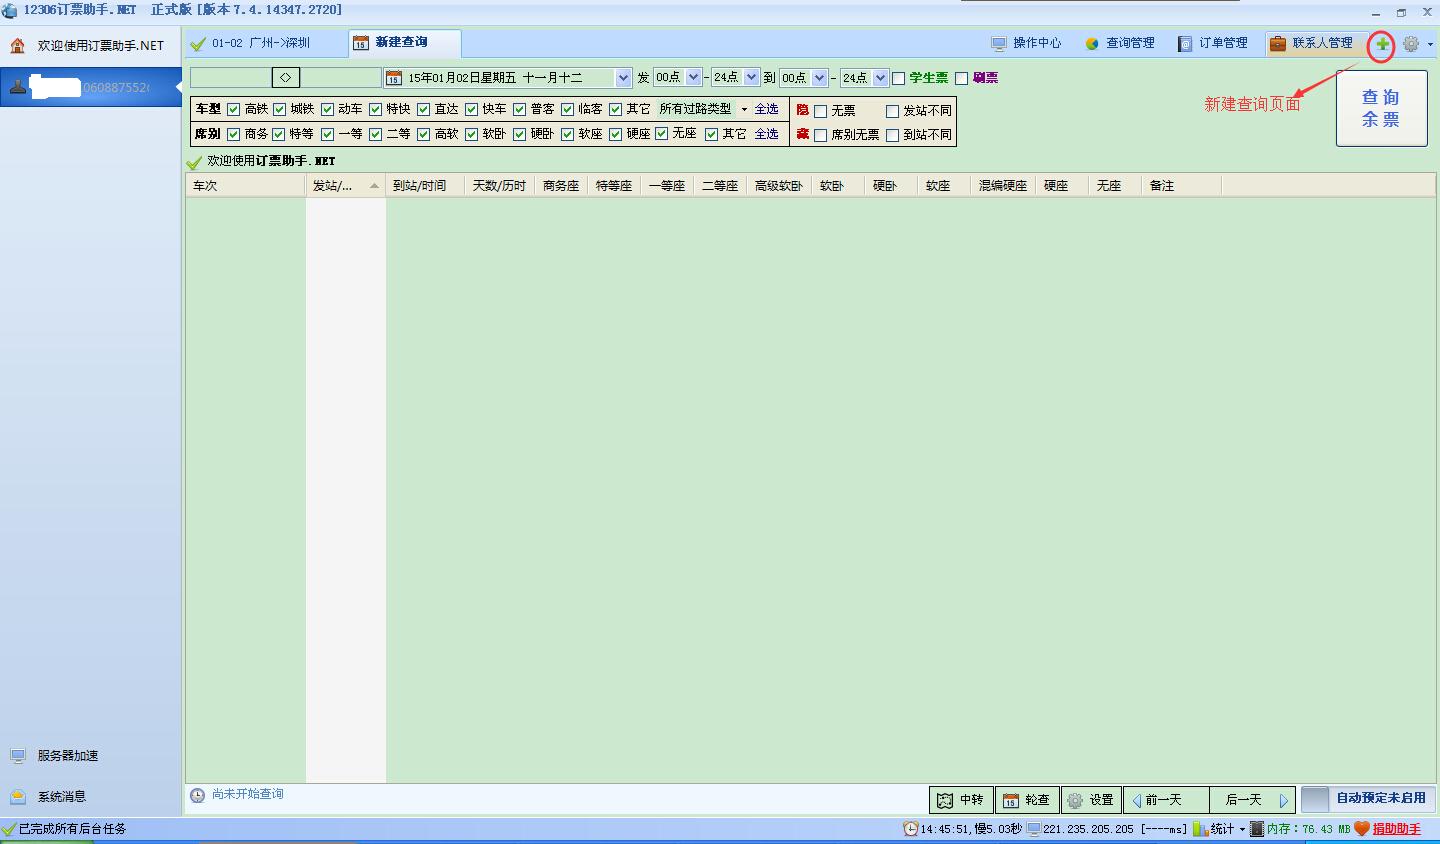 12306订票助手.NET 正式版 [版本 7.4.14347.2720]
欢迎使用订票助手.NET
01-02 广州->深圳
新建查询
操作中心
查询管理
订单管理
联系人管理
<>
15年01月02日星期五 十一月十二
发 00点 - 24点 到 00点 - 24点 学生票 刷票
新建查询页面
查 询
余 票
车型 高铁 城铁 动车 特快 直达 快车 普客 临客 其它 所有过路类型 全选
隐 无票 发站不同
席别 商务 特等 一等 二等 高软 软卧 硬卧 软座 硬座 无座 其它 全选
藏 席别无票 到站不同
欢迎使用订票助手.NET
车次 发站/... 到站/时间 天数/历时 商务座 特等座 一等座 二等座 高级软卧 软卧 硬卧 软座 混编硬座 硬座 无座 备注
服务器加速
系统消息
尚未开始查询
中转 轮查 设置 前一天 后一天 自动预定未启用
已完成所有后台任务
14:45:51,慢5.03秒 221.235.205.205 [----ms] 统计 内存：76.43 MB 捐助助手